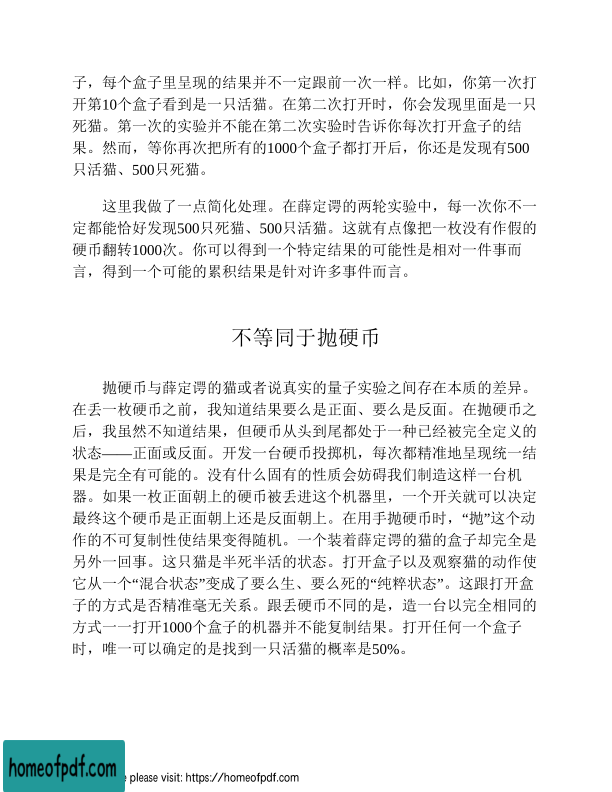 子，每个盒子里呈现的结果并不一定跟前一次一样。比如，你第一次打
开第10个盒子看到是一只活猫。在第二次打开时，你会发现里面是一只
死猫。第一次的实验并不能在第二次实验时告诉你每次打开盒子的结
果。然而，等你再次把所有的1000个盒子都打开后，你还是发现有500
只活猫、500只死猫。
这里我做了一点简化处理。在薛定谔的两轮实验中，每一次你不一
定都能恰好发现500只死猫、500只活猫。这就有点像把一枚没有作假的
硬币翻转1000次。你可以得到一个特定结果的可能性是相对一件事而
言，得到一个可能的累积结果是针对许多事件而言。
不等同于抛硬币
抛硬币与薛定谔的猫或者说真实的量子实验之间存在本质的差异。
在丢一枚硬币之前，我知道结果要么是正面、要么是反面。在抛硬币之
后，我虽然不知道结果，但硬币从头到尾都处于一种已经被完全定义的
状态——正面或反面。开发一台硬币投掷机，每次都精准地呈现统一结
果是完全有可能的。没有什么固有的性质会妨碍我们制造这样一台机
器。如果一枚正面朝上的硬币被丢进这个机器里，一个开关就可以决定
最终这个硬币是正面朝上还是反面朝上。在用手抛硬币时，“抛”这个动
作的不可复制性使结果变得随机。一个装着薛定谔的猫的盒子却完全是
另外一回事。这只猫是半死半活的状态。打开盒子以及观察猫的动作使
它从一个“混合状态”变成了要么生、要么死的“纯粹状态”。这跟打开盒
子的方式是否精准毫无关系。跟丢硬币不同的是，造一台以完全相同的
方式一一打开1000个盒子的机器并不能复制结果。打开任何一个盒子
时，唯一可以确定的是找到一只活猫的概率是50%。
homeofpdf.com
please visit: https://homeofpdf.com